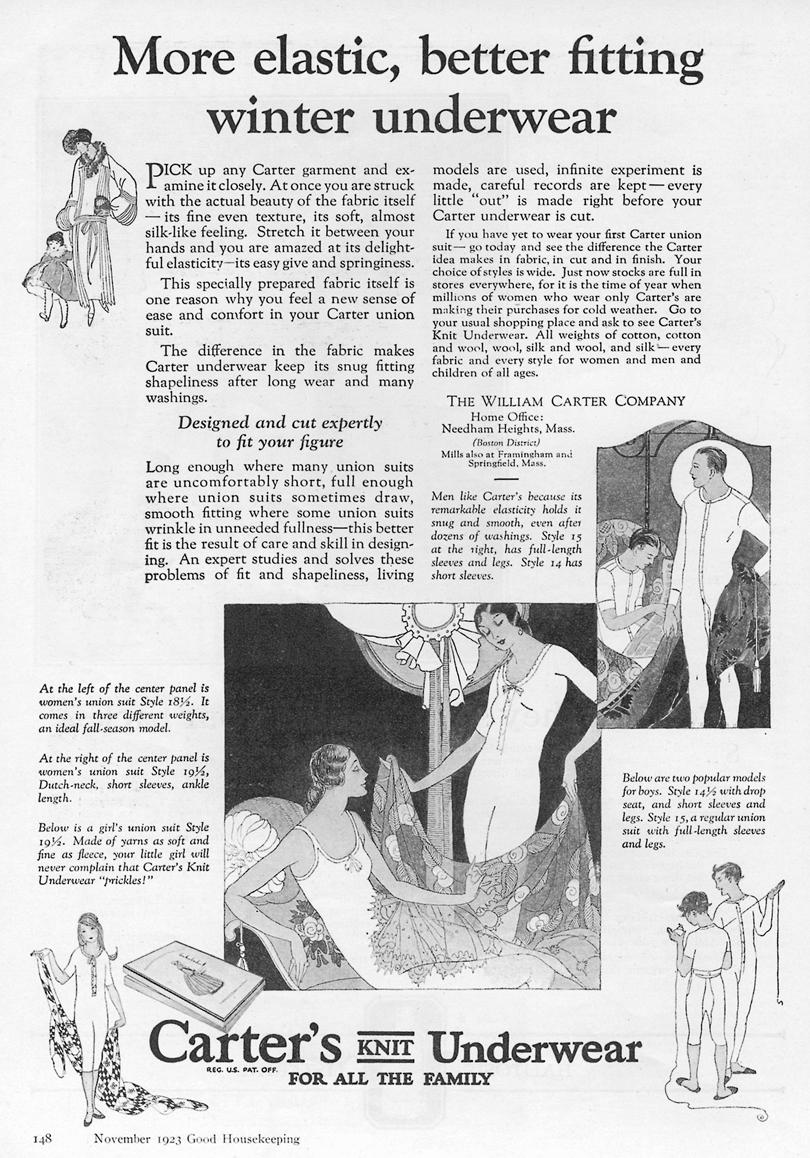 More elastic, better fitting
winter underwear
PICK up any Carter garment and ex-
amine it closely. At once you are struck
with the actual beauty of the fabric itself
— its fine even texture, its soft, almost
silk-like feeling. Stretch it between your
hands and you are amazed at its delight-
ful elasticity—its easy give and springiness.
This specially prepared fabric itself is
one reason why you feel a new sense of
ease and comfort in your Carter union
suit.
The difference in the fabric makes
Carter underwear keep its snug fitting
shapeliness after long wear and many
washings.
Designed and cut expertly
to fit your figure
Long enough where many union suits
are uncomfortably short, full enough
where union suits sometimes draw,
smooth fitting where some union suits
wrinkle in unneeded fullness—this better
fit is the result of care and skill in design-
ing. An expert studies and solves these
problems of fit and shapeliness, living
models are used, infinite experiment is
made, careful records are kept — every
little "out" is made right before your
Carter underwear is cut.
If you have yet to wear your first Carter union
suit— go today and see the difference the Carter
idea makes in fabric, in cut and in finish. Your
choice of styles is wide. Just now stocks are full in
stores everywhere, for it is the time of year when
millions of women who wear only Carter's are
making their purchases for cold weather. Go to
your usual shopping place and ask to see Carter's
Knit Underwear. All weights of cotton, cotton
and wool, wool, silk and wool, and silk — every
fabric and every style for women and men and
children of all ages.
THE WILLIAM CARTER COMPANY
Home Office:
Needham Heights, Mass.
(Boston District)
Mills also at Framingham and
Springfield, Mass.
Men like Carter's because its
remarkable elasticity holds it
snug and smooth, even after
dozens of washings. Style 15
at the right, has full-length
sleeves and legs. Style 14 has
short sleeves.
At the left of the center panel is
women's union suit Style 18½. It
comes in three different weights,
an ideal fall-season model.
At the right of the center panel is
women's union suit Style 19½,
Dutch-neck, short sleeves, ankle
length.
Below is a girl's union suit Style
19½. Made of yarns as soft and
fine as fleece, your little girl will
never complain that Carter's Knit
Underwear "prickles!"
Below are two popular models
for boys. Style 14½ with drop
seat, and short sleeves and
legs. Style 15, a regular union
suit with full-length sleeves
and legs.
Carter's KNIT Underwear
REG. U.S. PAT. OFF.
FOR ALL THE FAMILY
148 November 1923 Good Housekeeping